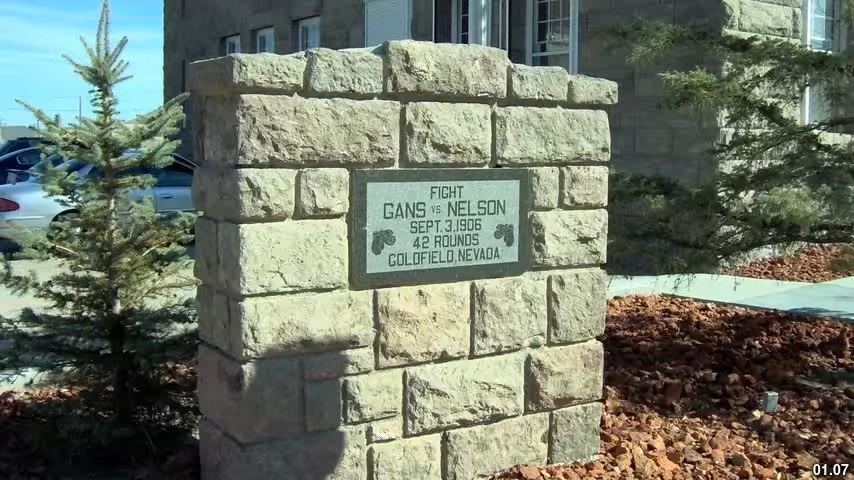 FIGHT
GANS vs NELSON
SEPT. 3, 1906
42 ROUNDS
GOLDFIELD, NEVADA
01.07